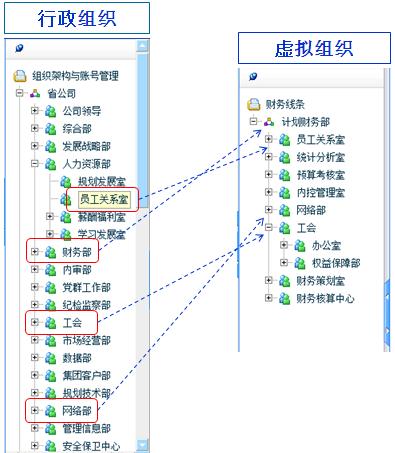 行政组织
组织架构与账号管理
省公司
公司领导
综合部
发展战略部
人力资源部
规划发展室
员工关系室
薪酬福利室
学习发展室
财务部
内审部
党群工作部
纪检监察部
工会
市场经营部
数据部
集团客户部
规划技术部
网络部
管理信息部
安全保卫中心
虚拟组织
财务线条
计划财务部
员工关系室
统计分析室
预算考核室
内控管理室
网络部
工会
办公室
权益保障部
财务策划室
财务核算中心